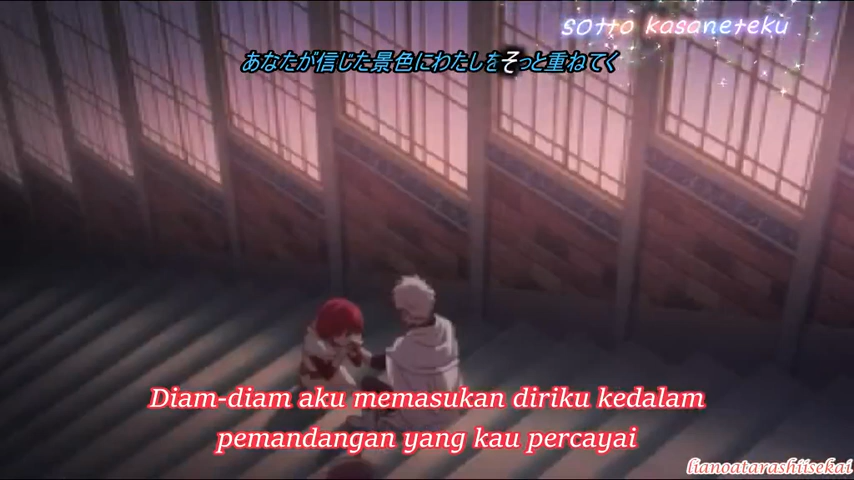 sotto kasaneteku
あなたが信じた景色にわたしをそっと重ねてく
Diam-diam aku memasukan diriku kedalam
pemandangan yang kau percayai
lianoatarashiisekai